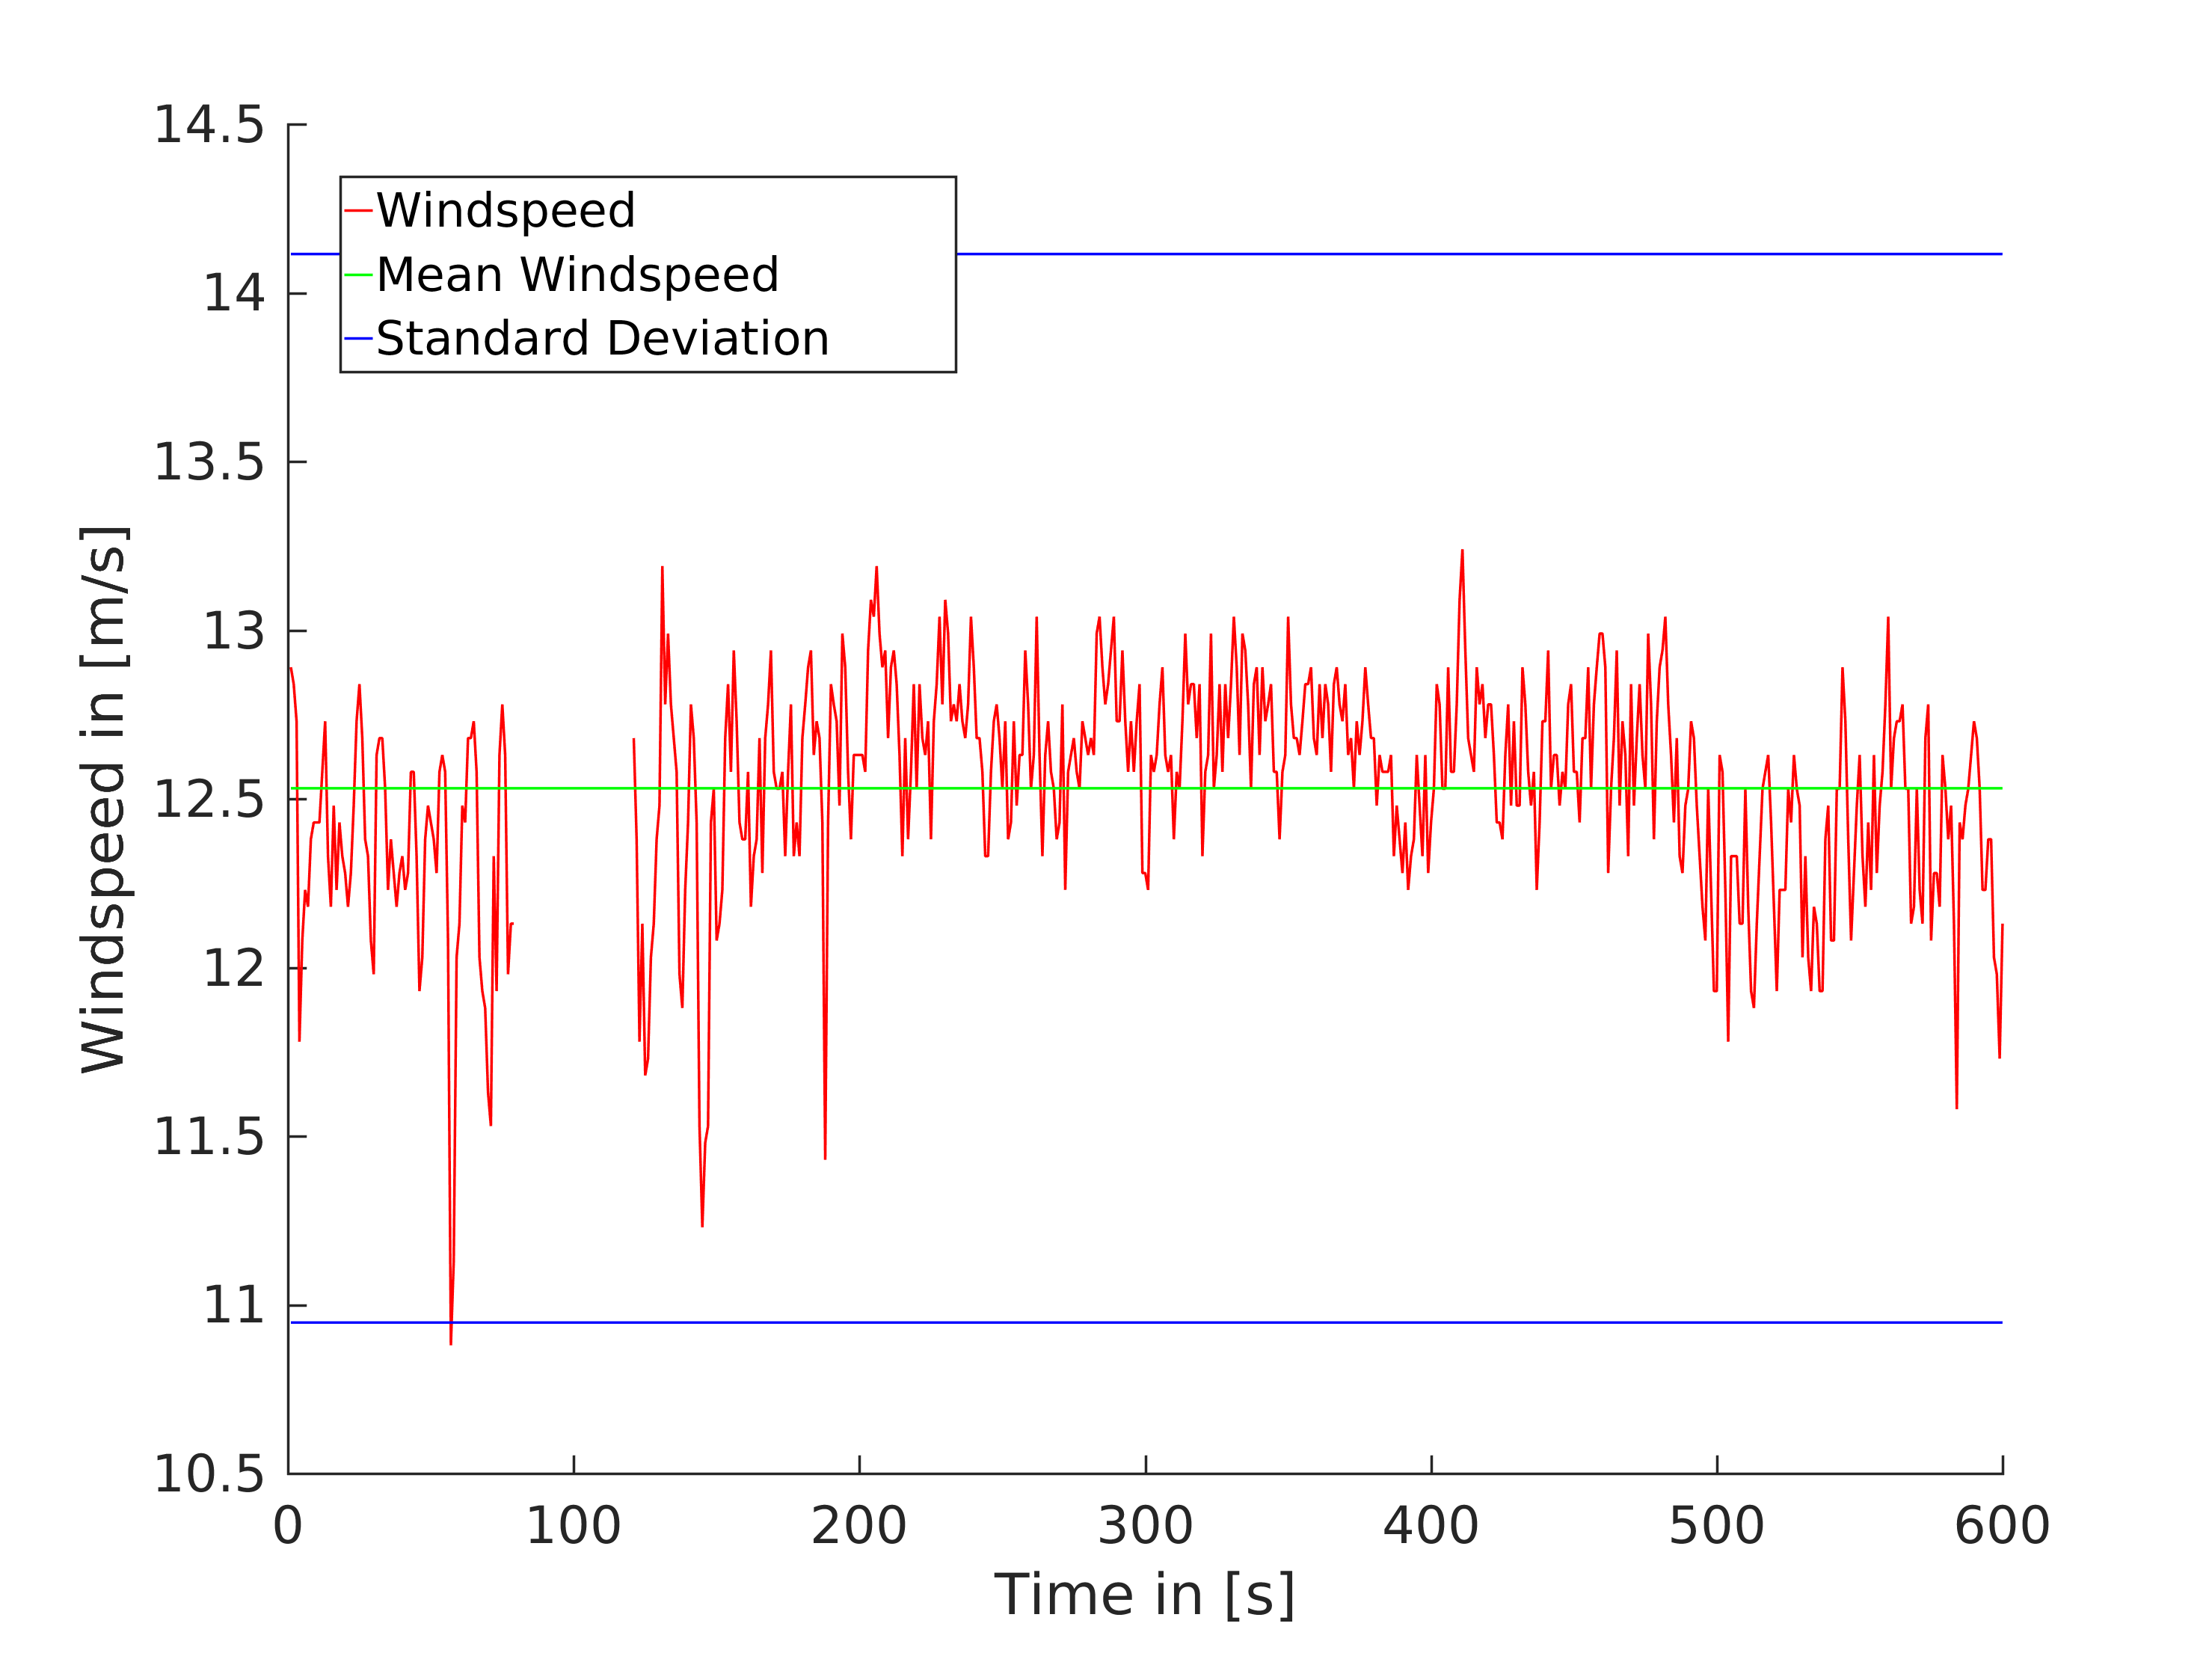 14.5
14
13.5
13
12.5
12
11.5
11
10.5
Windspeed in [m/s]
Windspeed
Mean Windspeed
Standard Deviation
0 100 200 300 400 500 600
Time in [s]